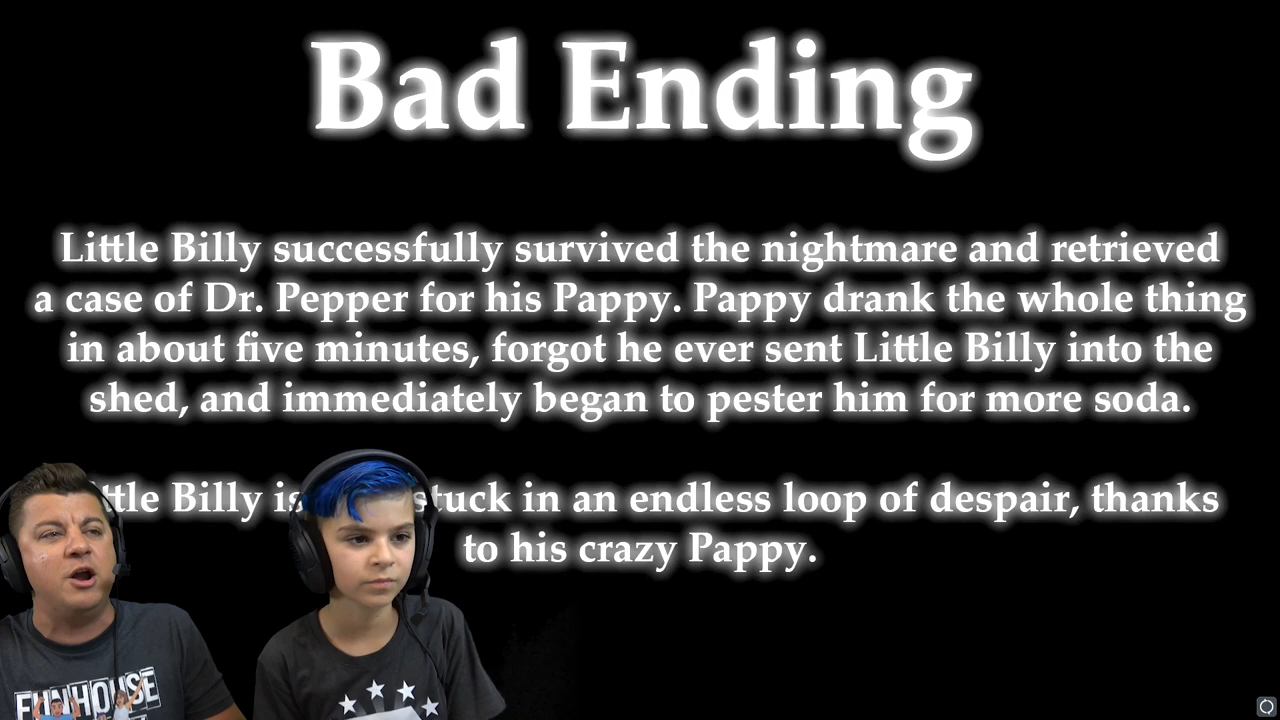 Bad Ending
Little Billy successfully survived the nightmare and retrieved
a case of Dr. Pepper for his Pappy. Pappy drank the whole thing
in about five minutes, forgot he ever sent Little Billy into the
shed, and immediately began to pester him for more soda.
Billy is stuck in an endless loop of despair, thanks
to his crazy Pappy.
FUNHOUSE